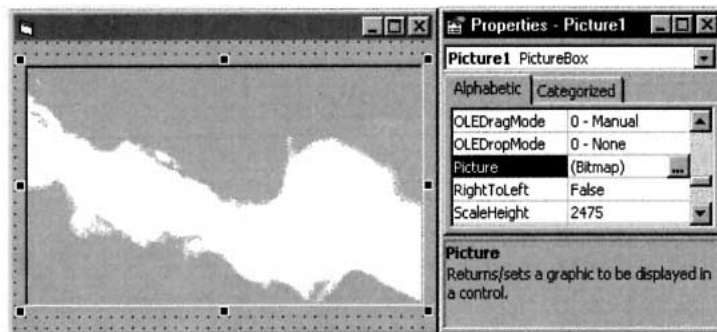 Properties - Picture1
Picture1 PictureBox
Alphabetic Categorized
OLEDragMode 0 - Manual
OLEDropMode 0 - None
Picture (Bitmap) ...
RightToLeft False
ScaleHeight 2475
Picture
Returns/sets a graphic to be displayed in
a control.